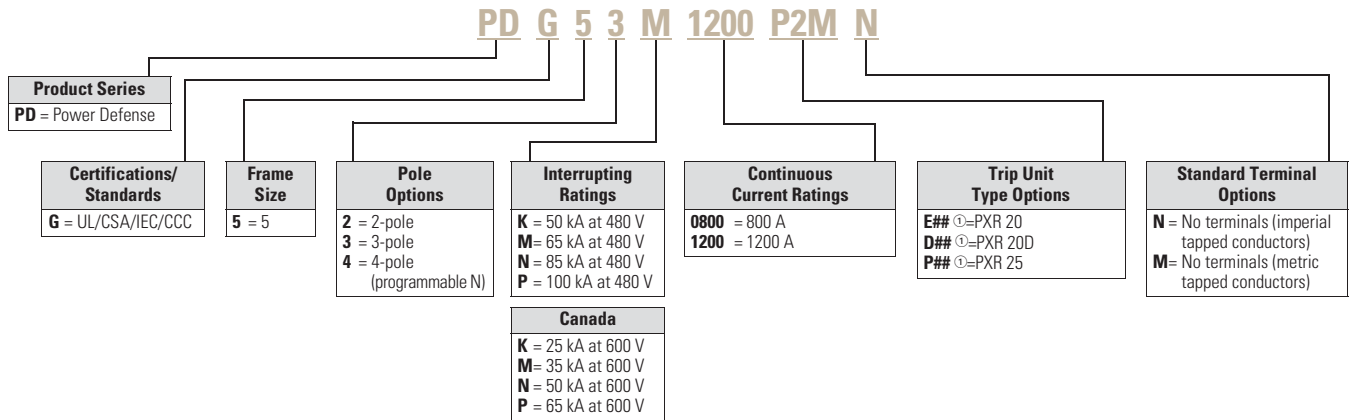 PD G 5 3 M 1200 P2M N
Product Series
PD = Power Defense
Certifications/
Standards
G = UL/CSA/IEC/CCC
Frame
Size
5 = 5
Pole
Options
2 = 2-pole
3 = 3-pole
4 = 4-pole
(programmable N)
Interrupting
Ratings
K = 50 kA at 480 V
M= 65 kA at 480 V
N = 85 kA at 480 V
P = 100 kA at 480 V
Canada
K = 25 kA at 600 V
M= 35 kA at 600 V
N = 50 kA at 600 V
P = 65 kA at 600 V
Continuous
Current Ratings
0800 = 800 A
1200 = 1200 A
Trip Unit
Type Options
E## ①=PXR 20
D## ①=PXR 20D
P## ①=PXR 25
Standard Terminal
Options
N = No terminals (imperial
tapped conductors)
M= No terminals (metric
tapped conductors)